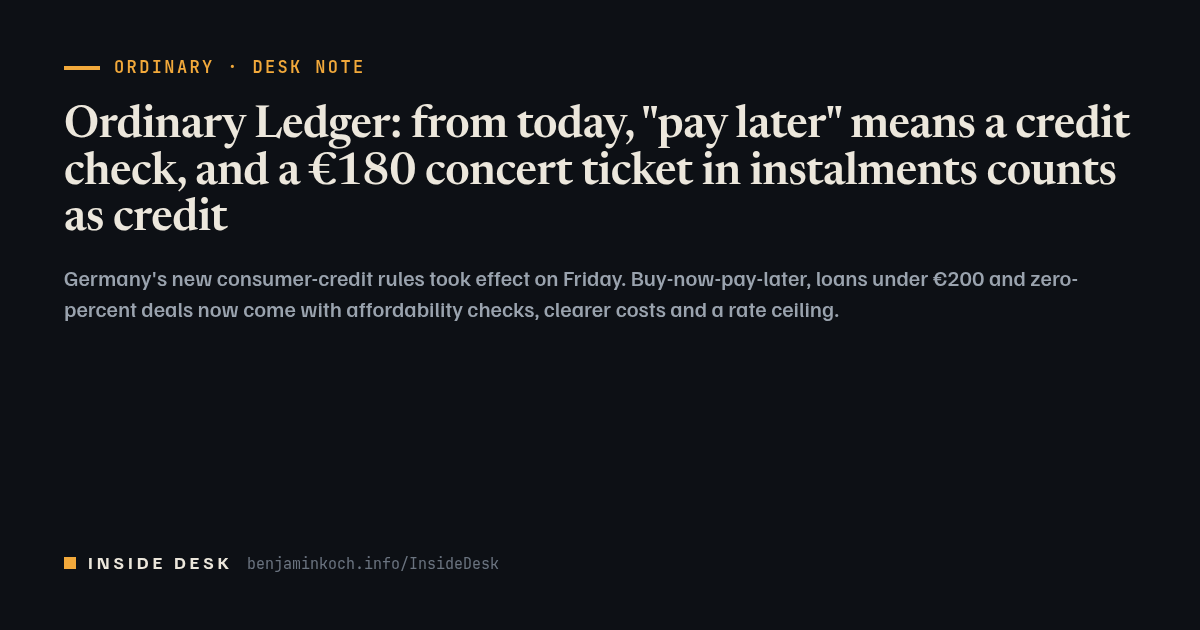 ORDINARY · DESK NOTE
Ordinary Ledger: from today, "pay later" means a credit
check, and a €180 concert ticket in instalments counts
as credit
Germany's new consumer-credit rules took effect on Friday. Buy-now-pay-later, loans under €200 and zero-
percent deals now come with affordability checks, clearer costs and a rate ceiling.
INSIDE DESK benjaminkoch.info/InsideDesk